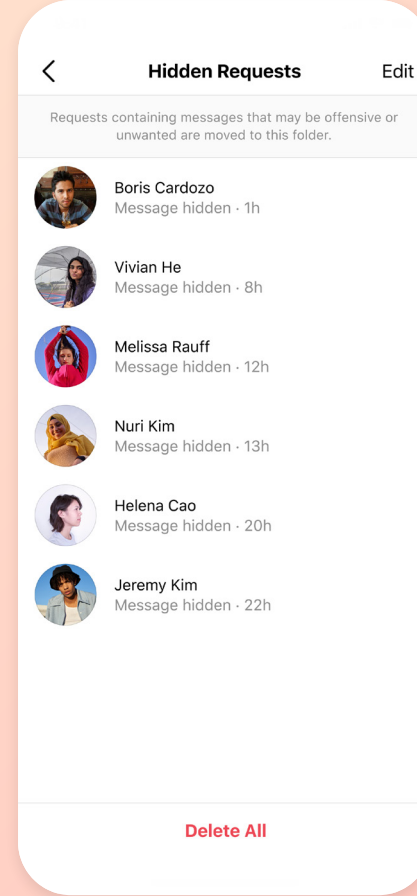 Hidden Requests
Edit
Requests containing messages that may be offensive or
unwanted are moved to this folder.
Boris Cardozo
Message hidden · 1h
Vivian He
Message hidden · 8h
Melissa Rauff
Message hidden · 12h
Nuri Kim
Message hidden · 13h
Helena Cao
Message hidden · 20h
Jeremy Kim
Message hidden · 22h
Delete All